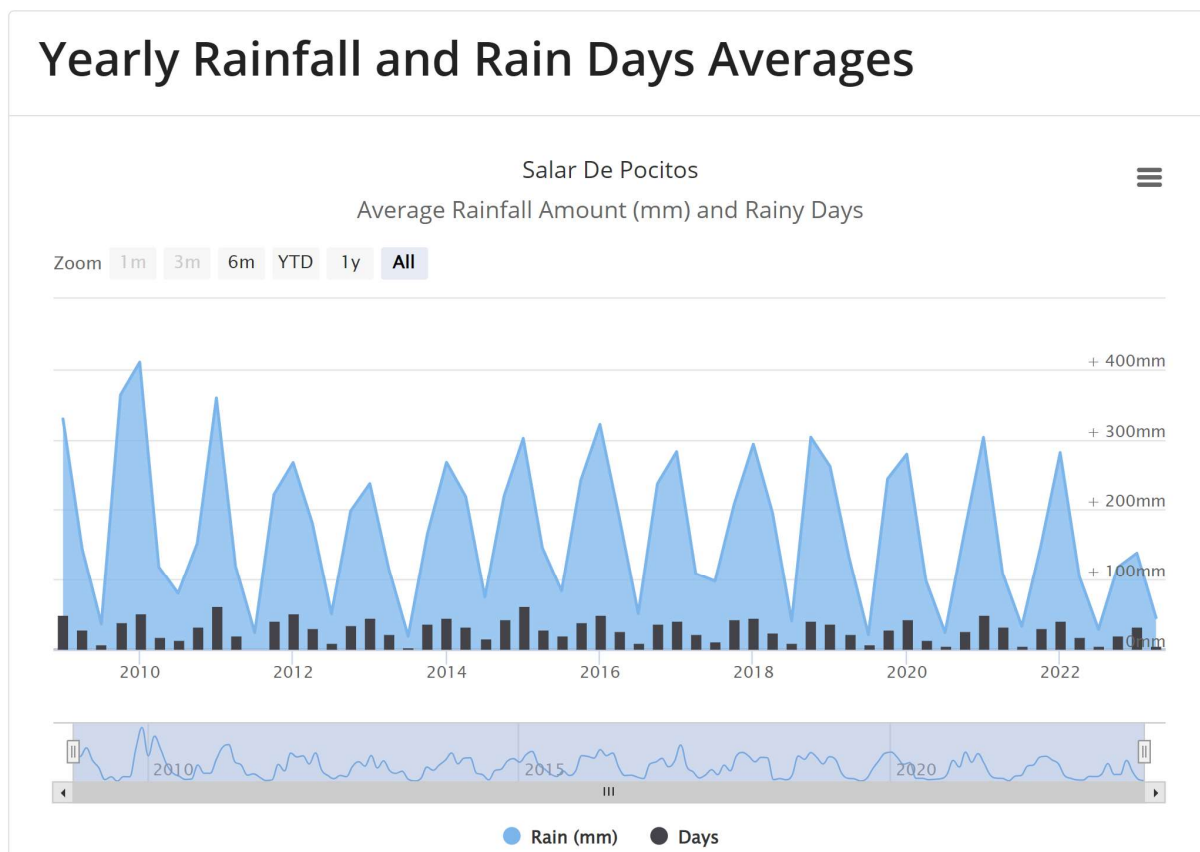 Yearly Rainfall and Rain Days Averages
Salar De Pocitos
Average Rainfall Amount (mm) and Rainy Days
Zoom 1m 3m 6m YTD 1y All
+ 400mm
+ 300mm
+ 200mm
+ 100mm
0mm
2010 2012 2014 2016 2018 2020 2022
2010 2015 2020
Rain (mm) Days